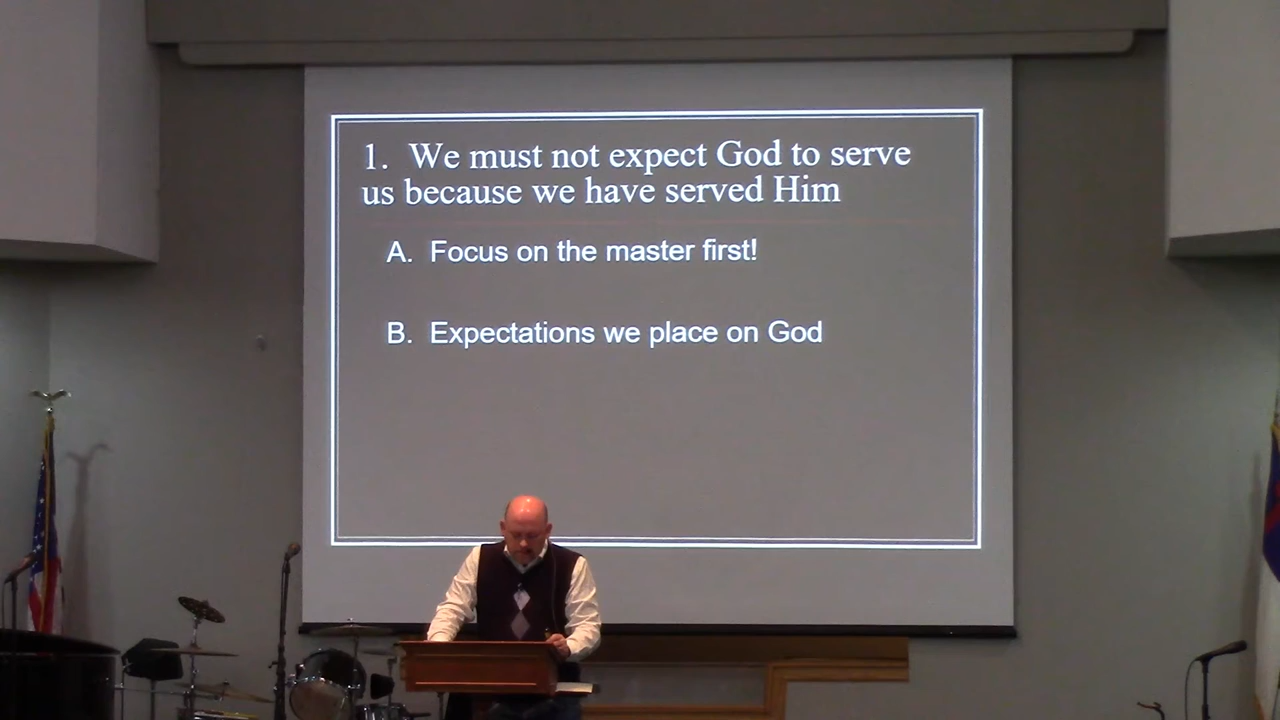 1. We must not expect God to serve
us because we have served Him
A. Focus on the master first!
B. Expectations we place on God